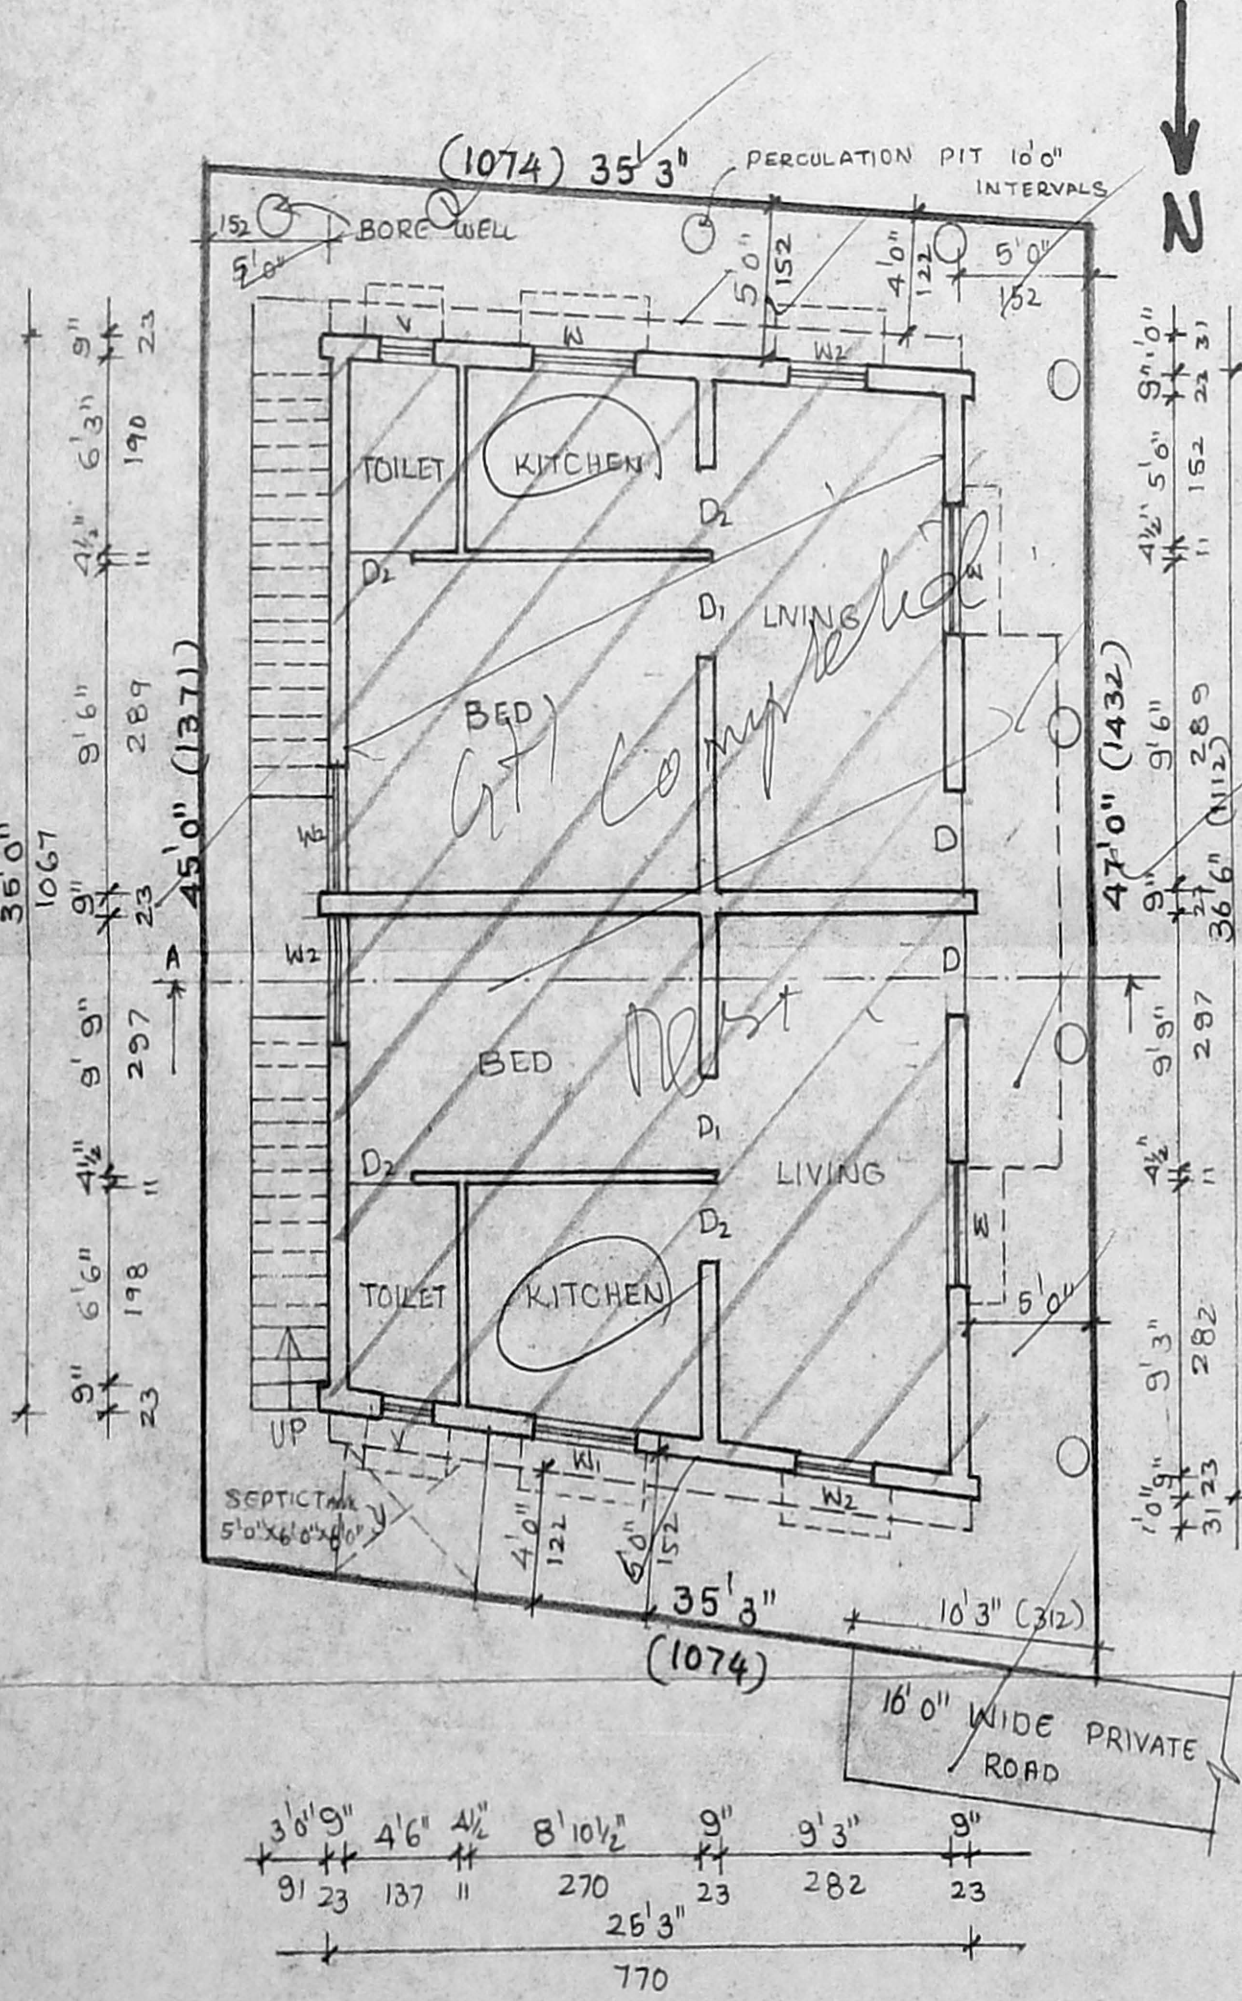 (1074) 35'3"
PERCULATION PIT 10'0"
INTERVALS
N
152
5'0"
BORE WELL
5'0"
152
4'0"
122
5'0"
152
V
W
W2
TOILET
KITCHEN
D2
D2
D1
LNING
W
BED
W2
D
W2
D
BED
D1
D2
LIVING
D2
W
TOILET
KITCHEN
5'0"
UP
V
W1
W2
SEPTIC TANK
5'0"x6'0"x6'0"
4'0"
122
5'0"
152
35'3"
(1074)
10'3" (312)
16'0" WIDE PRIVATE
ROAD
9" 23
6'3" 190
4½" 11
9'6" 289
9" 23
9'9" 297
4½" 11
6'6" 198
9" 23
35'0"
1067
45'0" (1371)
A
1'0" 31
9" 23
5'0" 152
4½" 11
9'6" 289
9"
9'9" 297
4½" 11
9'3" 282
9" 23
1'0" 31
47'0" (1432)
36'6" (1112)
3'0" 9" 4'6" 4½" 8'10½" 9" 9'3" 9"
91 23 137 11 270 23 282 23
25'3"
770